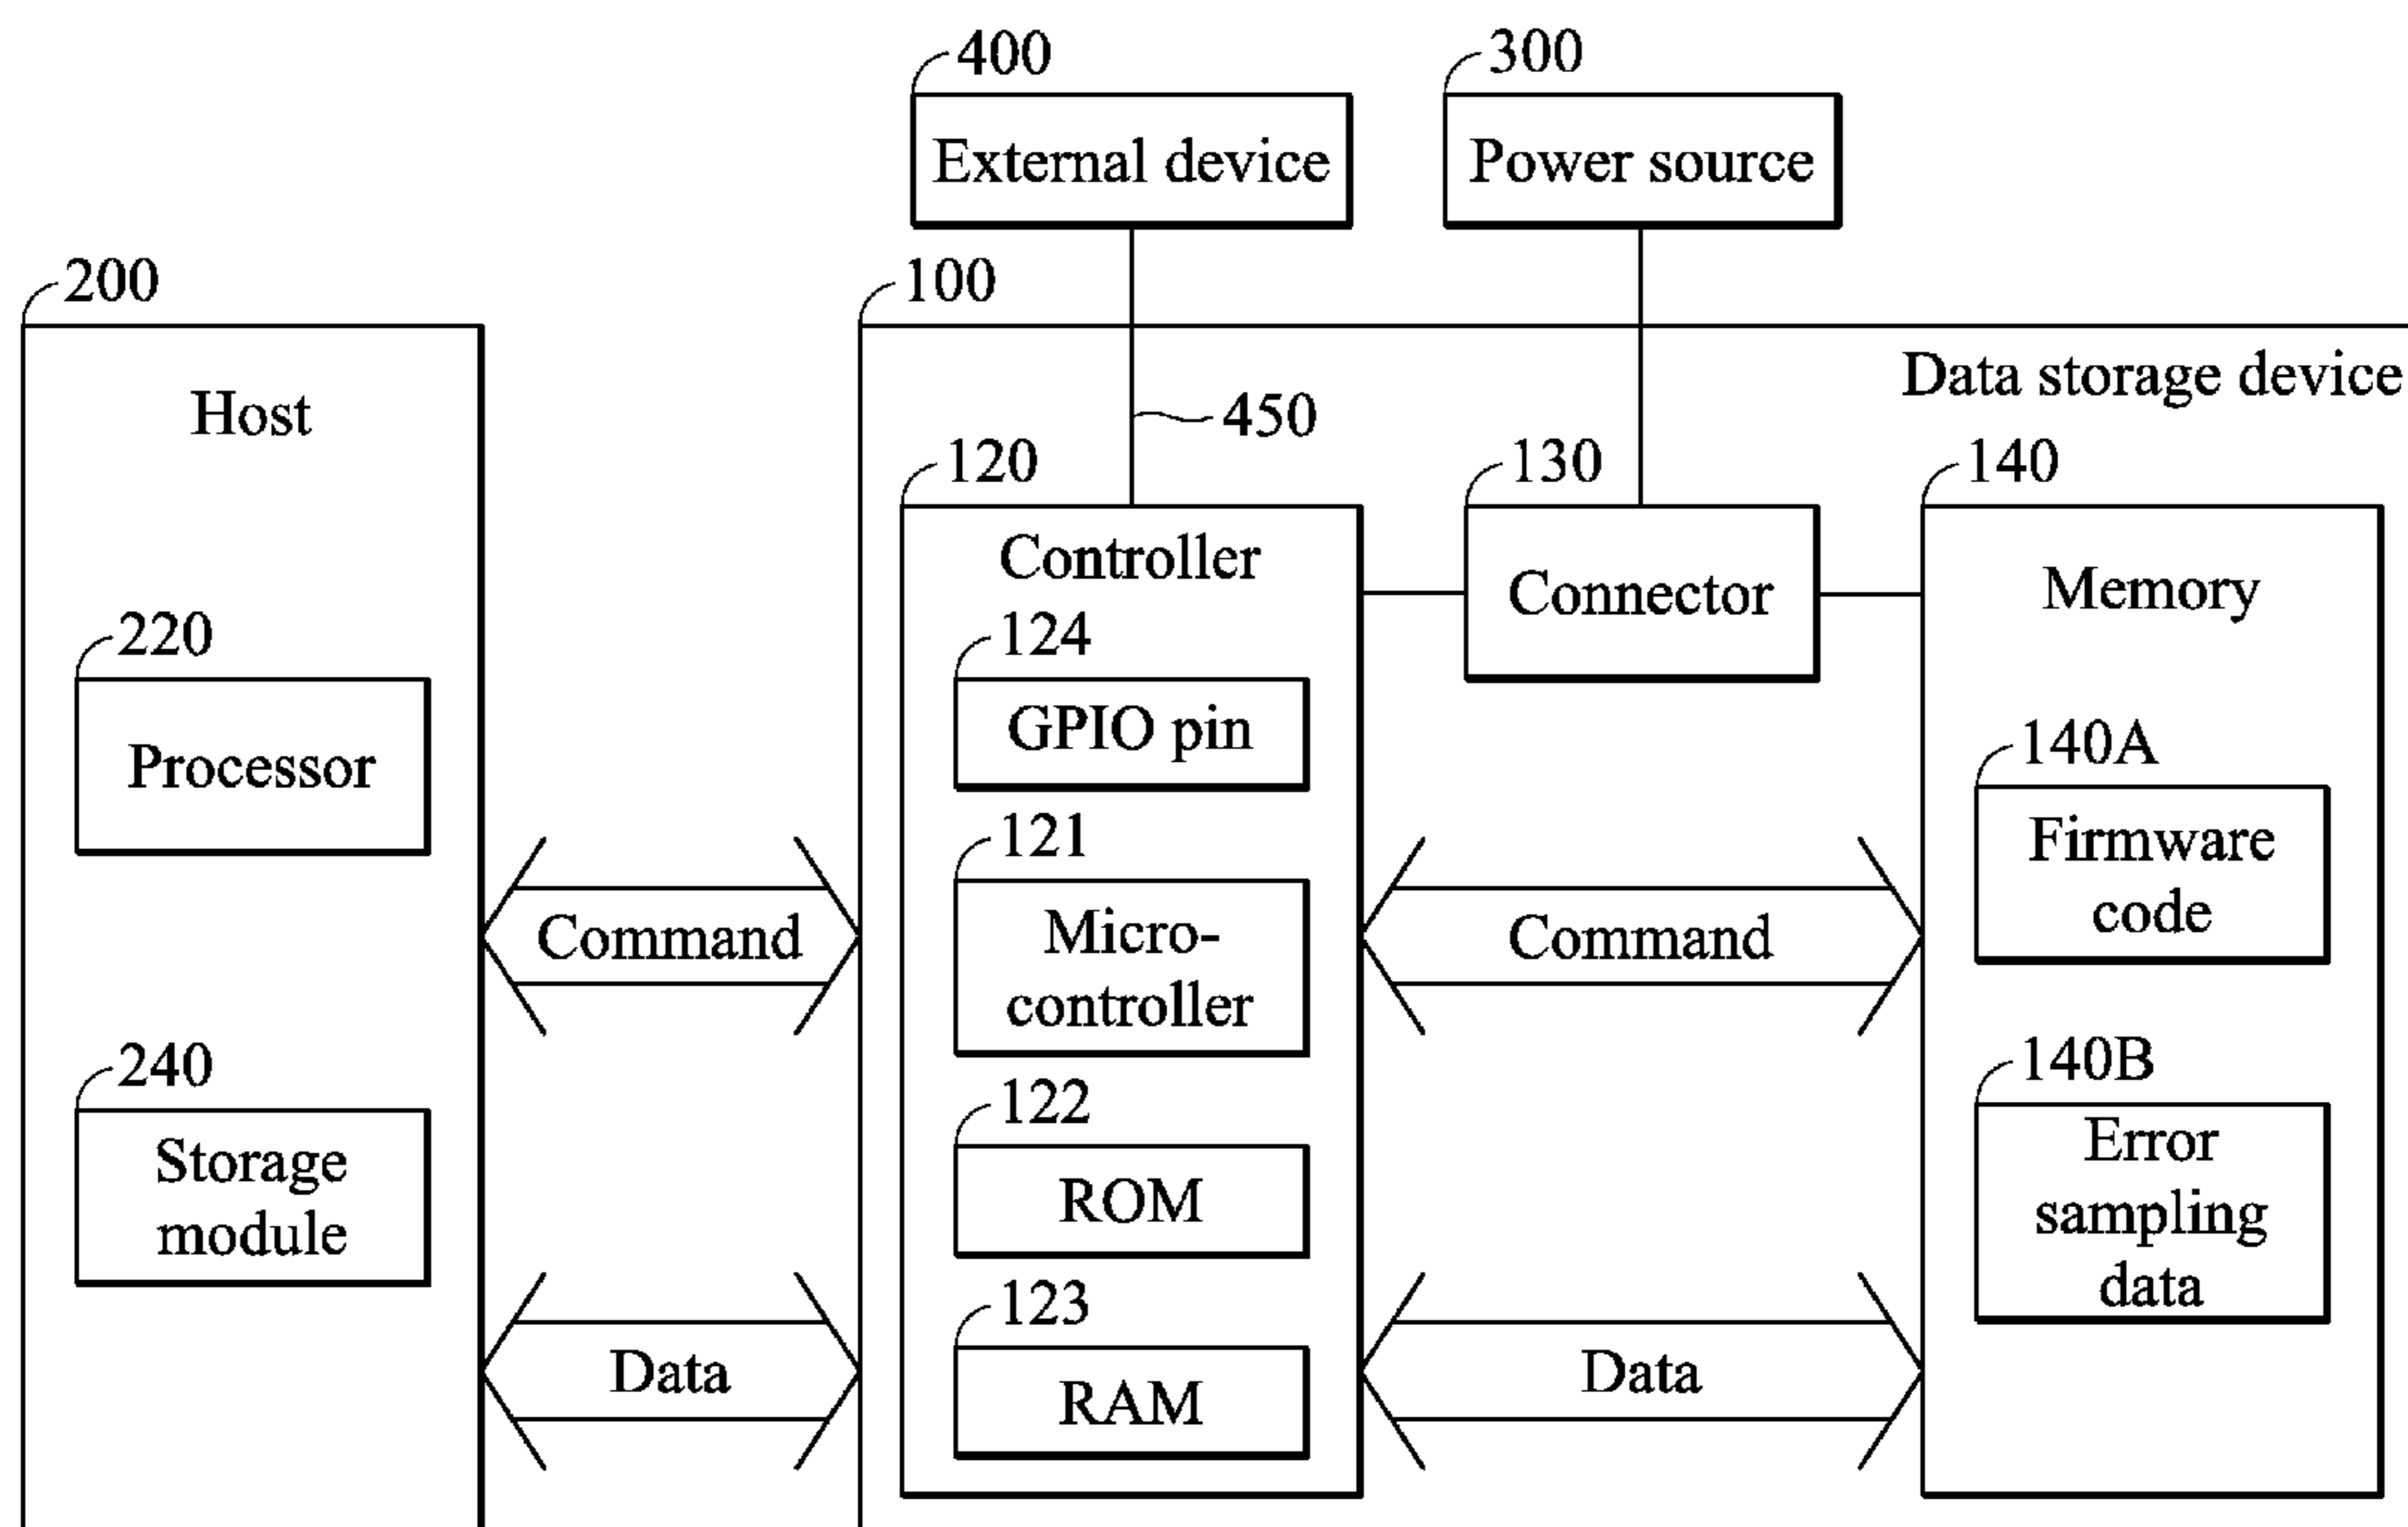 400
300
External device
Power source
200
100
Data storage device
Host
450
120
130
140
Controller
Connector
Memory
220
124
Processor
GPIO pin
140A
Firmware
code
121
Micro-
controller
Command
Command
240
Storage
module
122
ROM
140B
Error
sampling
data
123
RAM
Data
Data